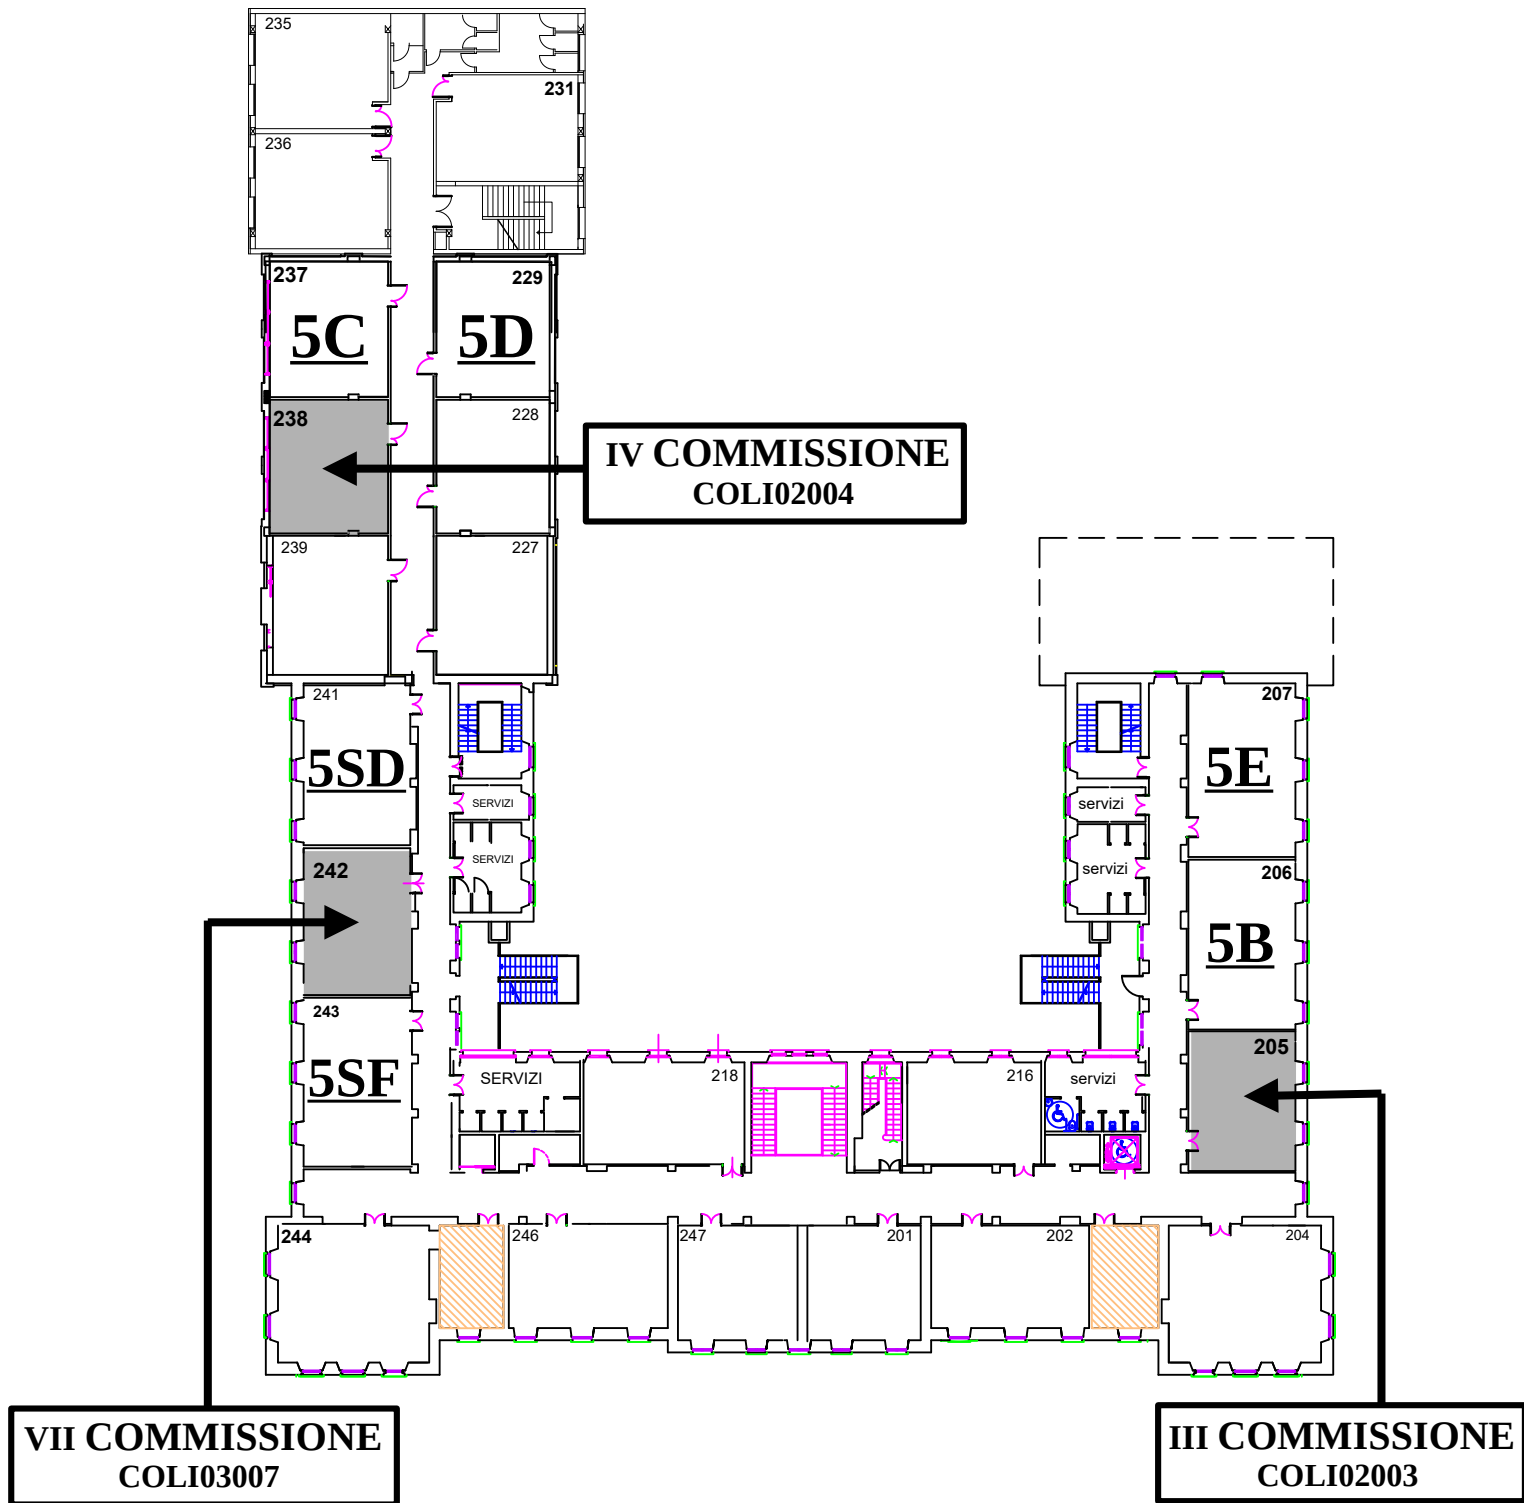 235
231
236
237
229
5C
5D
238
228
IV COMMISSIONE
COLI02004
239
227
241
207
5SD
5E
SERVIZI
servizi
SERVIZI
servizi
242
206
5B
243
205
5SF
SERVIZI
218
216
servizi
244
246
247
201
202
204
VII COMMISSIONE
COLI03007
III COMMISSIONE
COLI02003